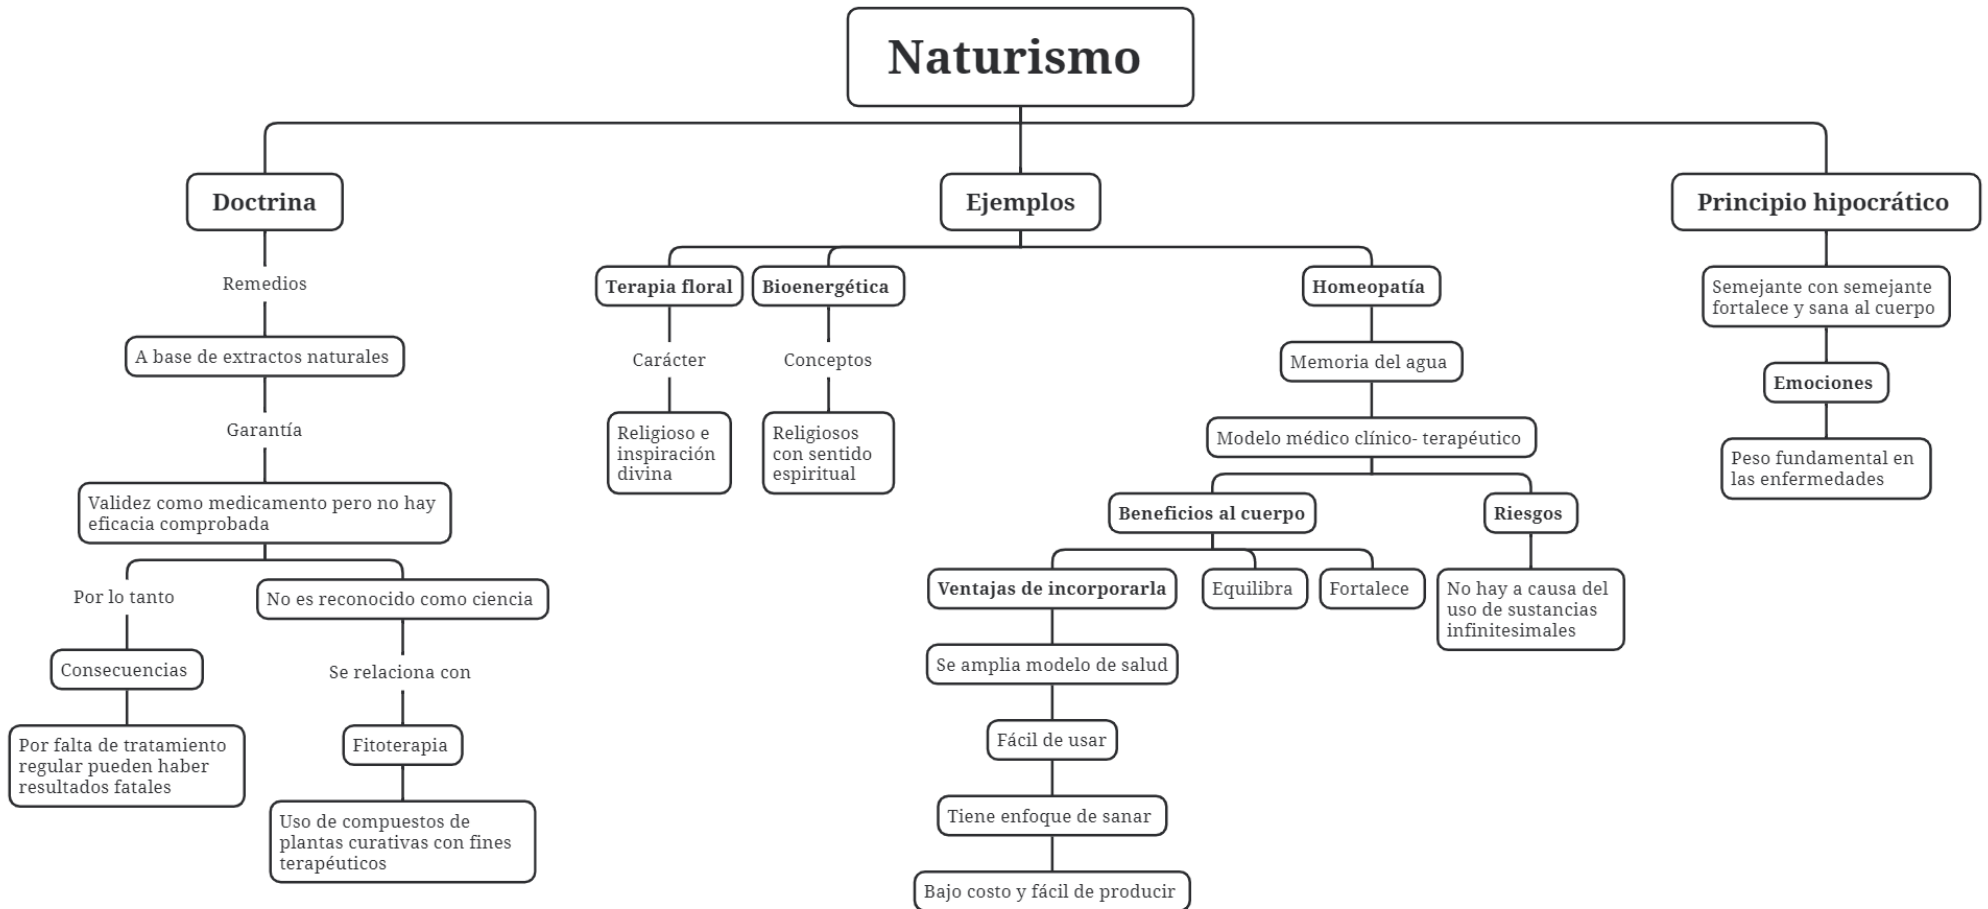 Naturismo
Doctrina
Ejemplos
Principio hipocrático
Remedios
A base de extractos naturales
Garantía
Validez como medicamento pero no hay
eficacia comprobada
Por lo tanto
Consecuencias
Por falta de tratamiento
regular pueden haber
resultados fatales
No es reconocido como ciencia
Se relaciona con
Fitoterapia
Uso de compuestos de
plantas curativas con fines
terapéuticos
Terapia floral
Carácter
Religioso e
inspiración
divina
Bioenergética
Conceptos
Religiosos
con sentido
espiritual
Homeopatía
Memoria del agua
Modelo médico clínico- terapéutico
Beneficios al cuerpo
Ventajas de incorporarla
Se amplia modelo de salud
Fácil de usar
Tiene enfoque de sanar
Bajo costo y fácil de producir
Equilibra
Fortalece
Riesgos
No hay a causa del
uso de sustancias
infinitesimales
Semejante con semejante
fortalece y sana al cuerpo
Emociones
Peso fundamental en
las enfermedades